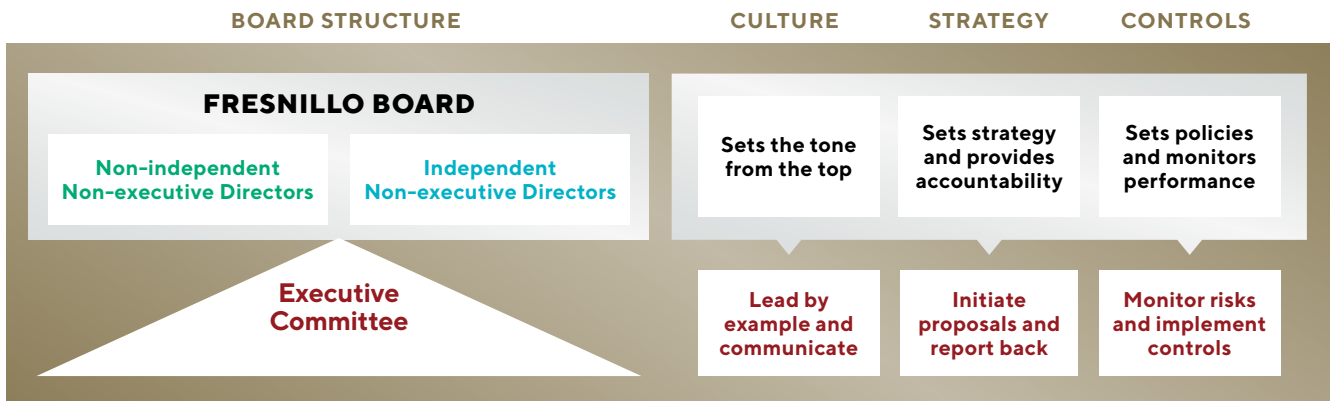 BOARD STRUCTURE
CULTURE
STRATEGY
CONTROLS
FRESNILLO BOARD
Non-independent
Non-executive Directors
Independent
Non-executive Directors
Executive
Committee
Sets the tone
from the top
Sets strategy
and provides
accountability
Sets policies
and monitors
performance
Lead by
example and
communicate
Initiate
proposals and
report back
Monitor risks
and implement
controls